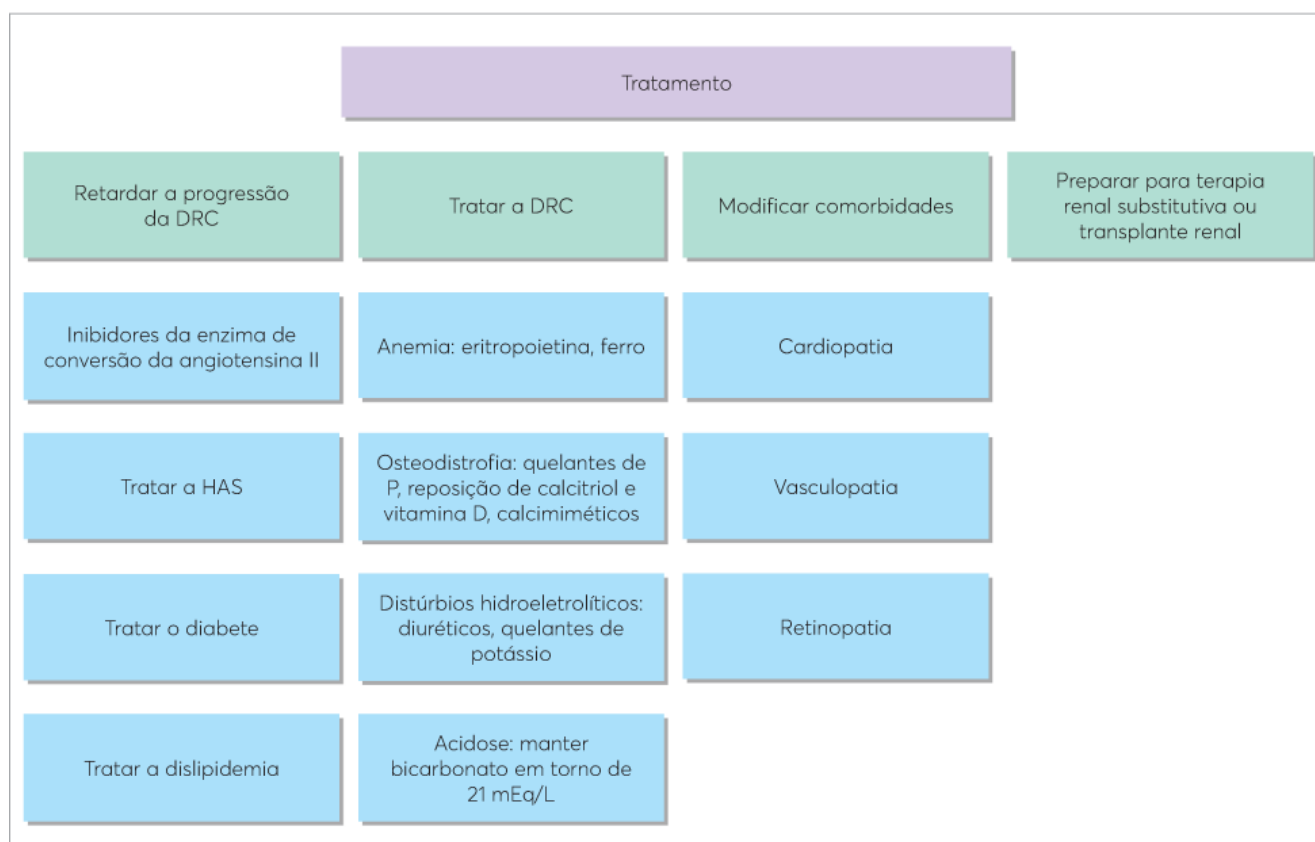 Tratamento
Retardar a progressão
da DRC
Tratar a DRC
Modificar comorbidades
Preparar para terapia
renal substitutiva ou
transplante renal
Inibidores da enzima de
conversão da angiotensina II
Anemia: eritropoietina, ferro
Cardiopatia
Tratar a HAS
Osteodistrofia: quelantes de
P, reposição de calcitriol e
vitamina D, calcimiméticos
Vasculopatia
Tratar o diabete
Distúrbios hidroeletrolíticos:
diuréticos, quelantes de
potássio
Retinopatia
Tratar a dislipidemia
Acidose: manter
bicarbonato em torno de
21 mEq/L